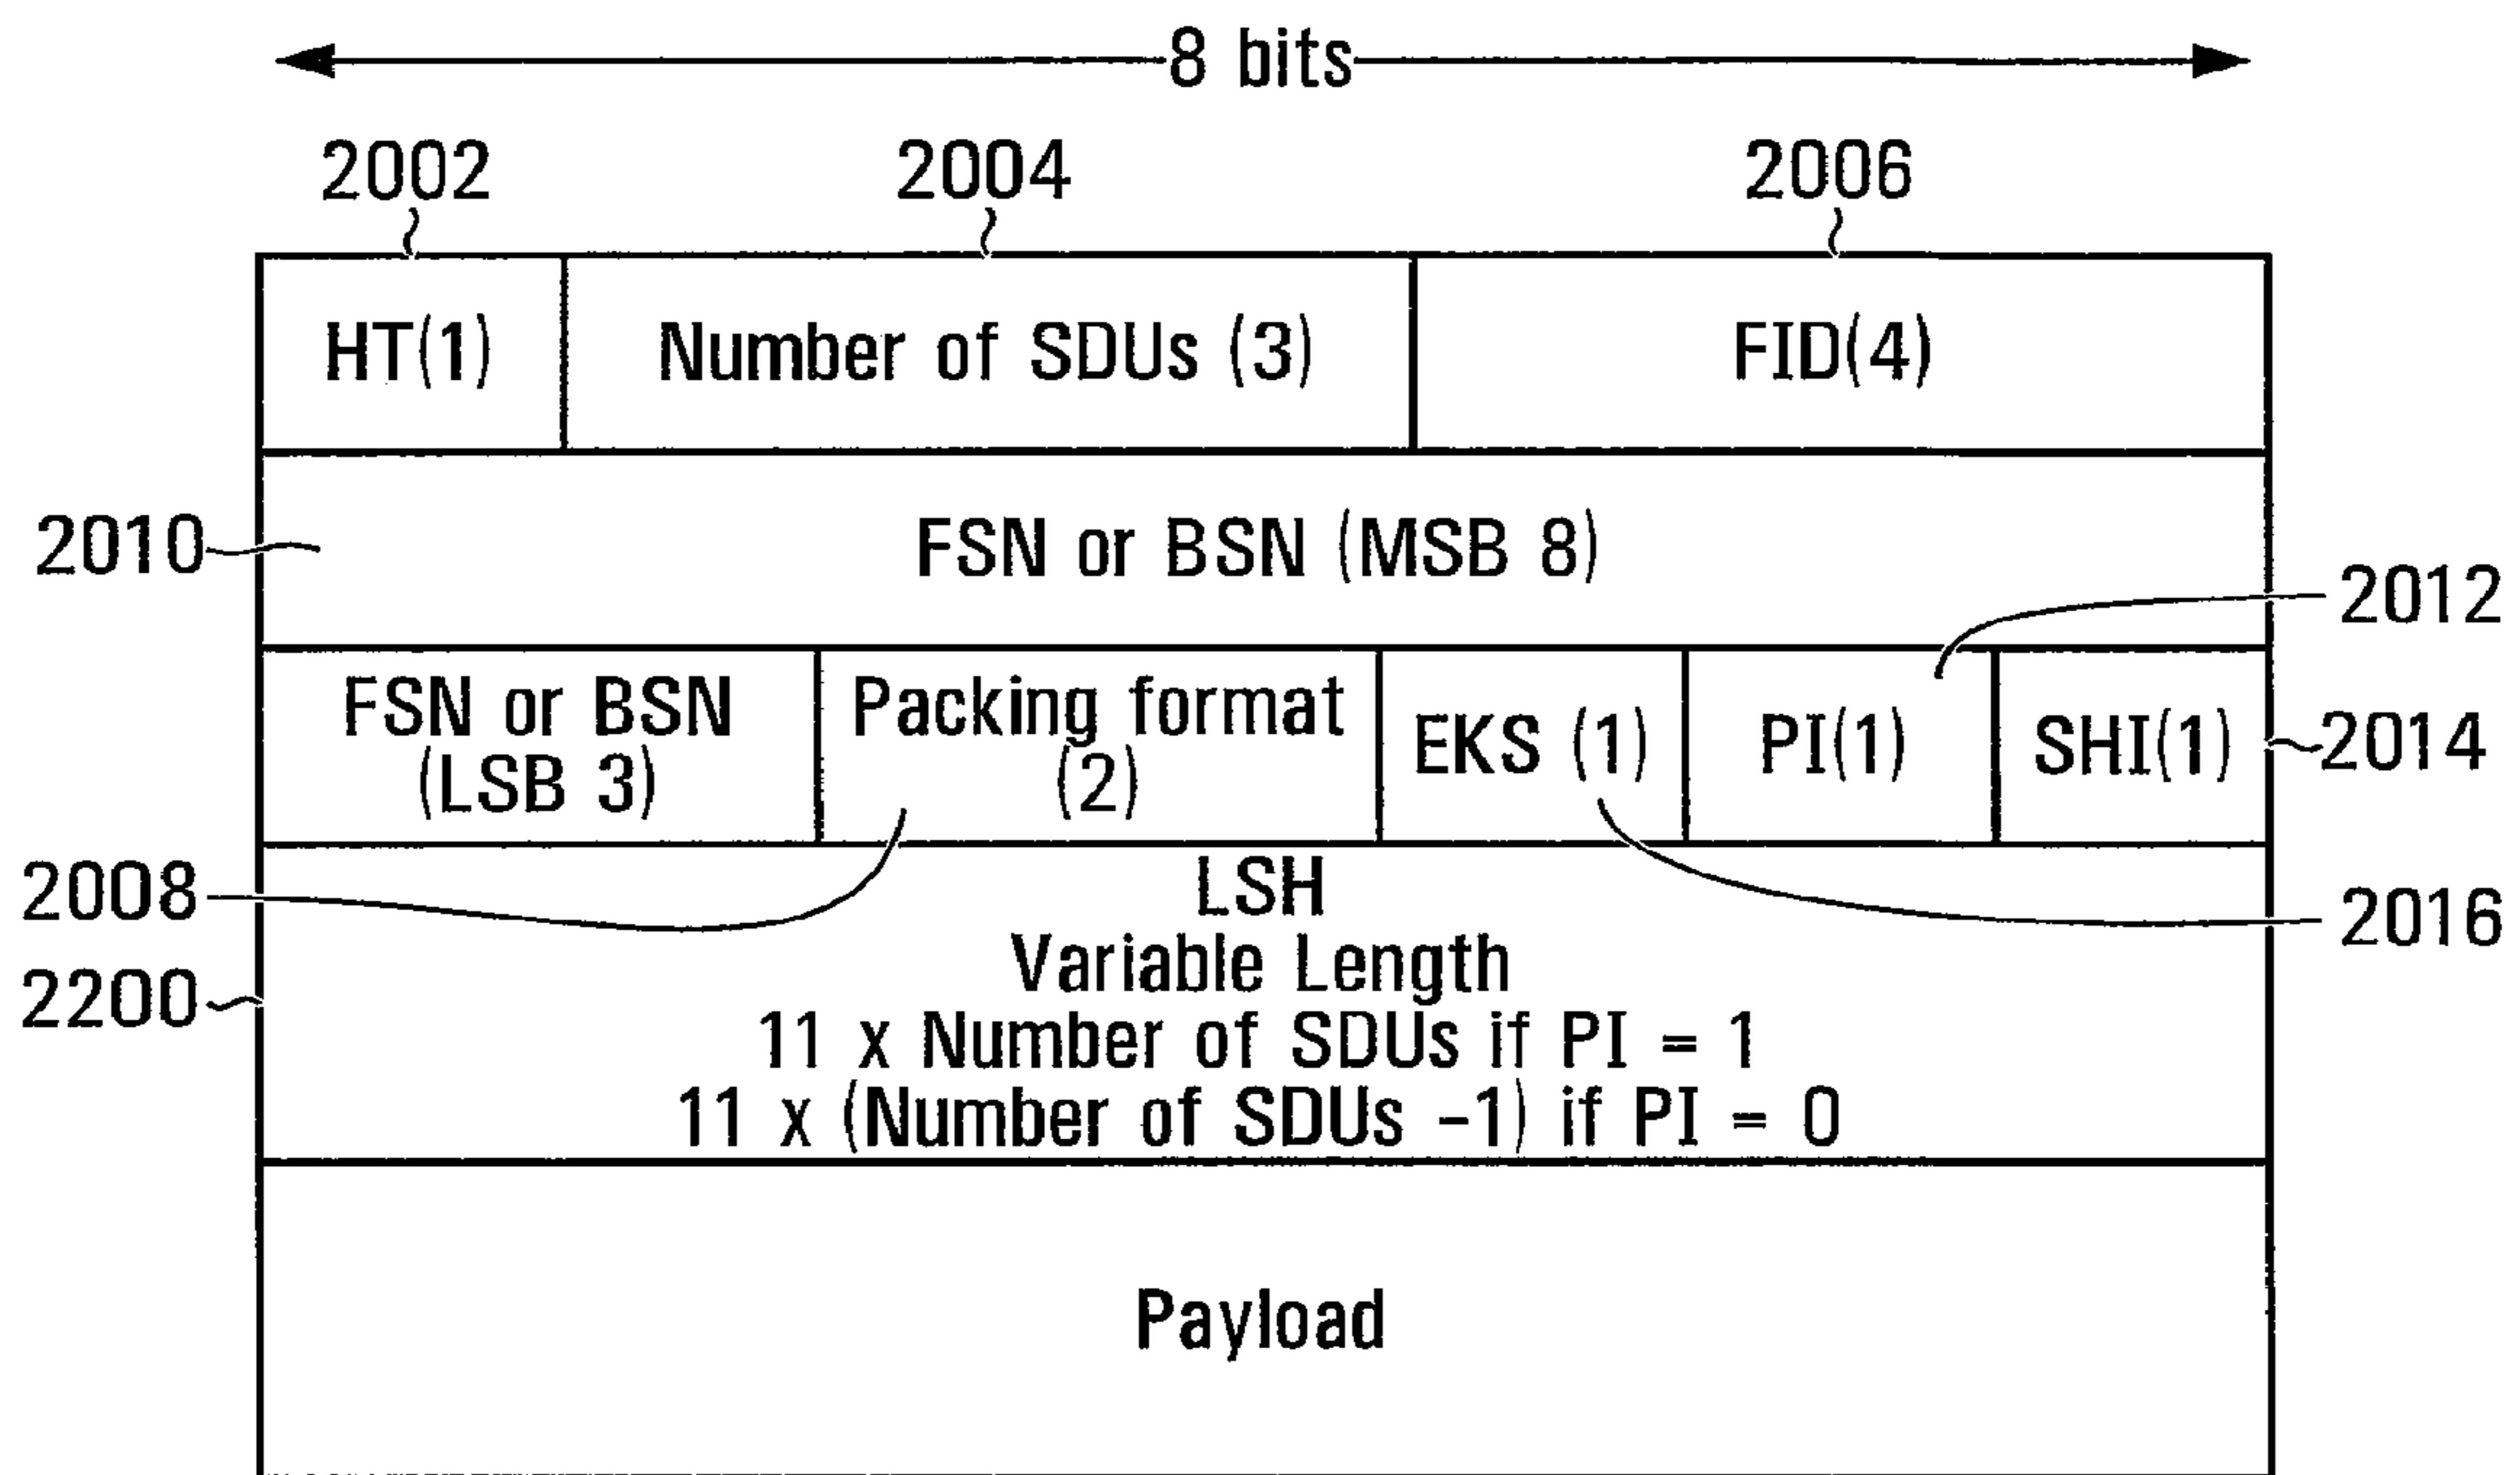 8 bits
2002 2004 2006
HT(1) Number of SDUs (3) FID(4)
2010 FSN or BSN (MSB 8)
2012
FSN or BSN (LSB 3) Packing format (2) EKS (1) PI(1) SHI(1) 2014
2008 LSH 2016
Variable Length
2200
11 x Number of SDUs if PI = 1
11 x (Number of SDUs -1) if PI = 0
Payload